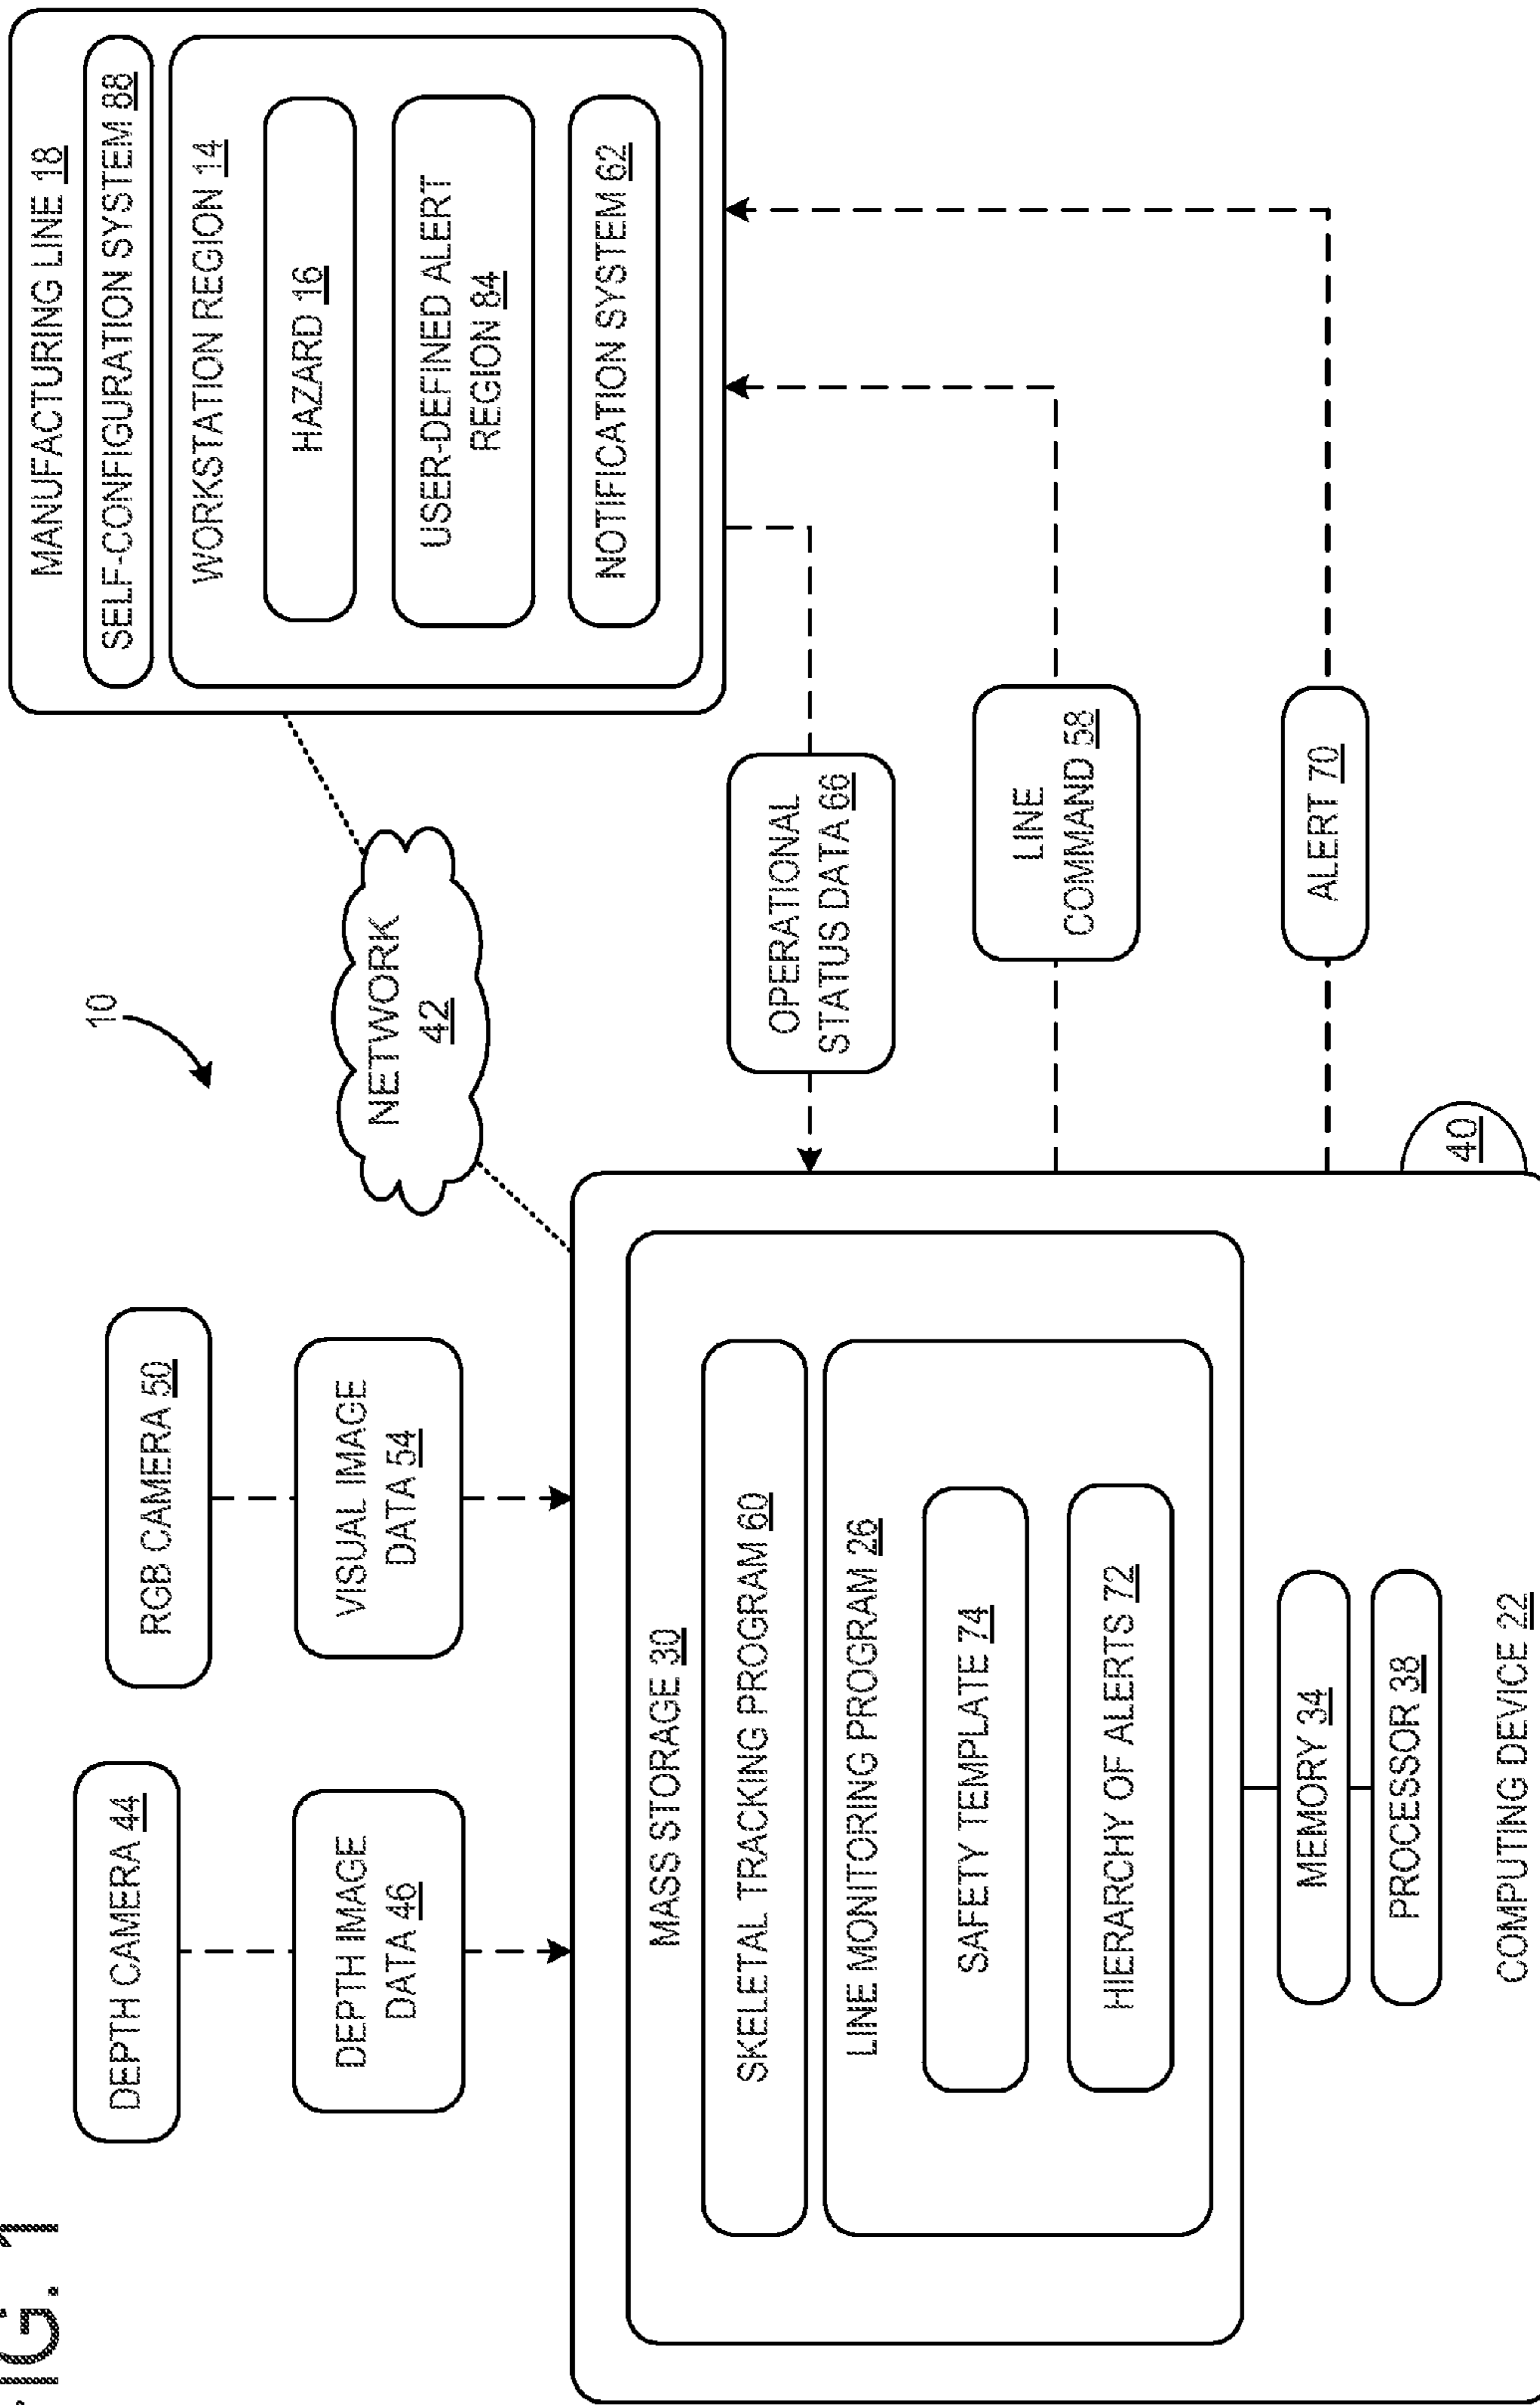 FIG. 1
10
DEPTH CAMERA 44
RGB CAMERA 50
DEPTH IMAGE
DATA 46
VISUAL IMAGE
DATA 54
NETWORK
42
MANUFACTURING LINE 18
SELF-CONFIGURATION SYSTEM 88
WORKSTATION REGION 14
HAZARD 16
USER-DEFINED ALERT
REGION 84
NOTIFICATION SYSTEM 62
MASS STORAGE 30
SKELETAL TRACKING PROGRAM 60
LINE MONITORING PROGRAM 26
SAFETY TEMPLATE 74
HIERARCHY OF ALERTS 72
MEMORY 34
PROCESSOR 38
COMPUTING DEVICE 22
OPERATIONAL
STATUS DATA 66
LINE
COMMAND 58
ALERT 70
40